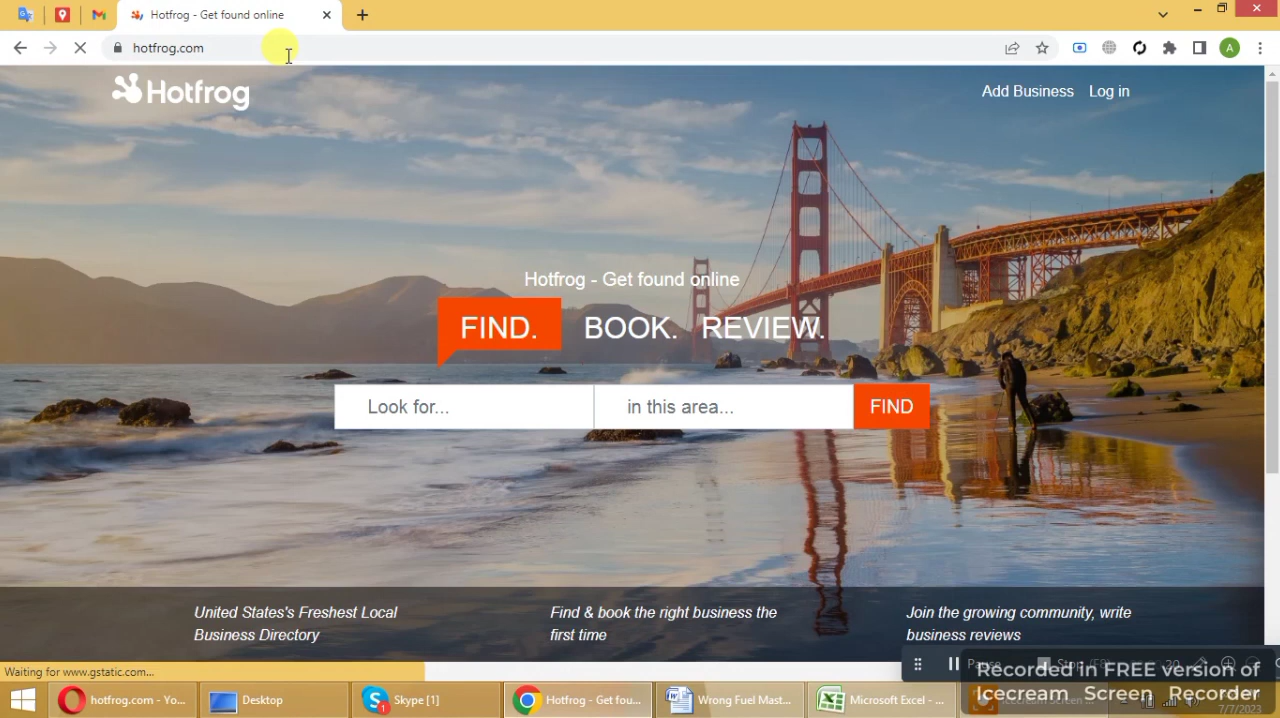 Hotfrog - Get found online
hotfrog.com
A
Hotfrog
Add Business
Log in
Hotfrog - Get found online
FIND. BOOK. REVIEW.
Look for...
in this area...
FIND
United States's Freshest Local
Business Directory
Find & book the right business the
first time
Join the growing community, write
business reviews
Waiting for www.gstatic.com...
Pause
Recorded in FREE version of
Icecream Screen Recorder
hotfrog.com - Yo...
Desktop
Skype [1]
Hotfrog - Get fou...
Wrong Fuel Mast...
Microsoft Excel - ...
7/7/2023